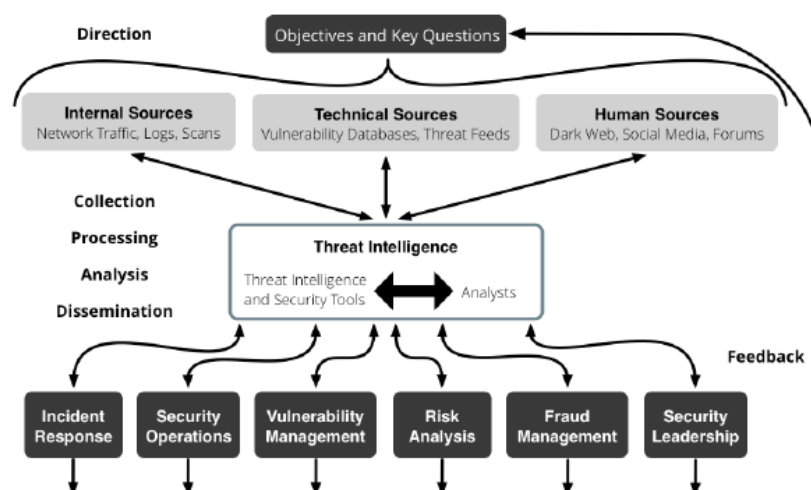 Direction
Objectives and Key Questions
Internal Sources
Network Traffic, Logs, Scans
Technical Sources
Vulnerability Databases, Threat Feeds
Human Sources
Dark Web, Social Media, Forums
Collection
Processing
Analysis
Dissemination
Threat Intelligence
Threat Intelligence
and Security Tools
Analysts
Feedback
Incident
Response
Security
Operations
Vulnerability
Management
Risk
Analysis
Fraud
Management
Security
Leadership